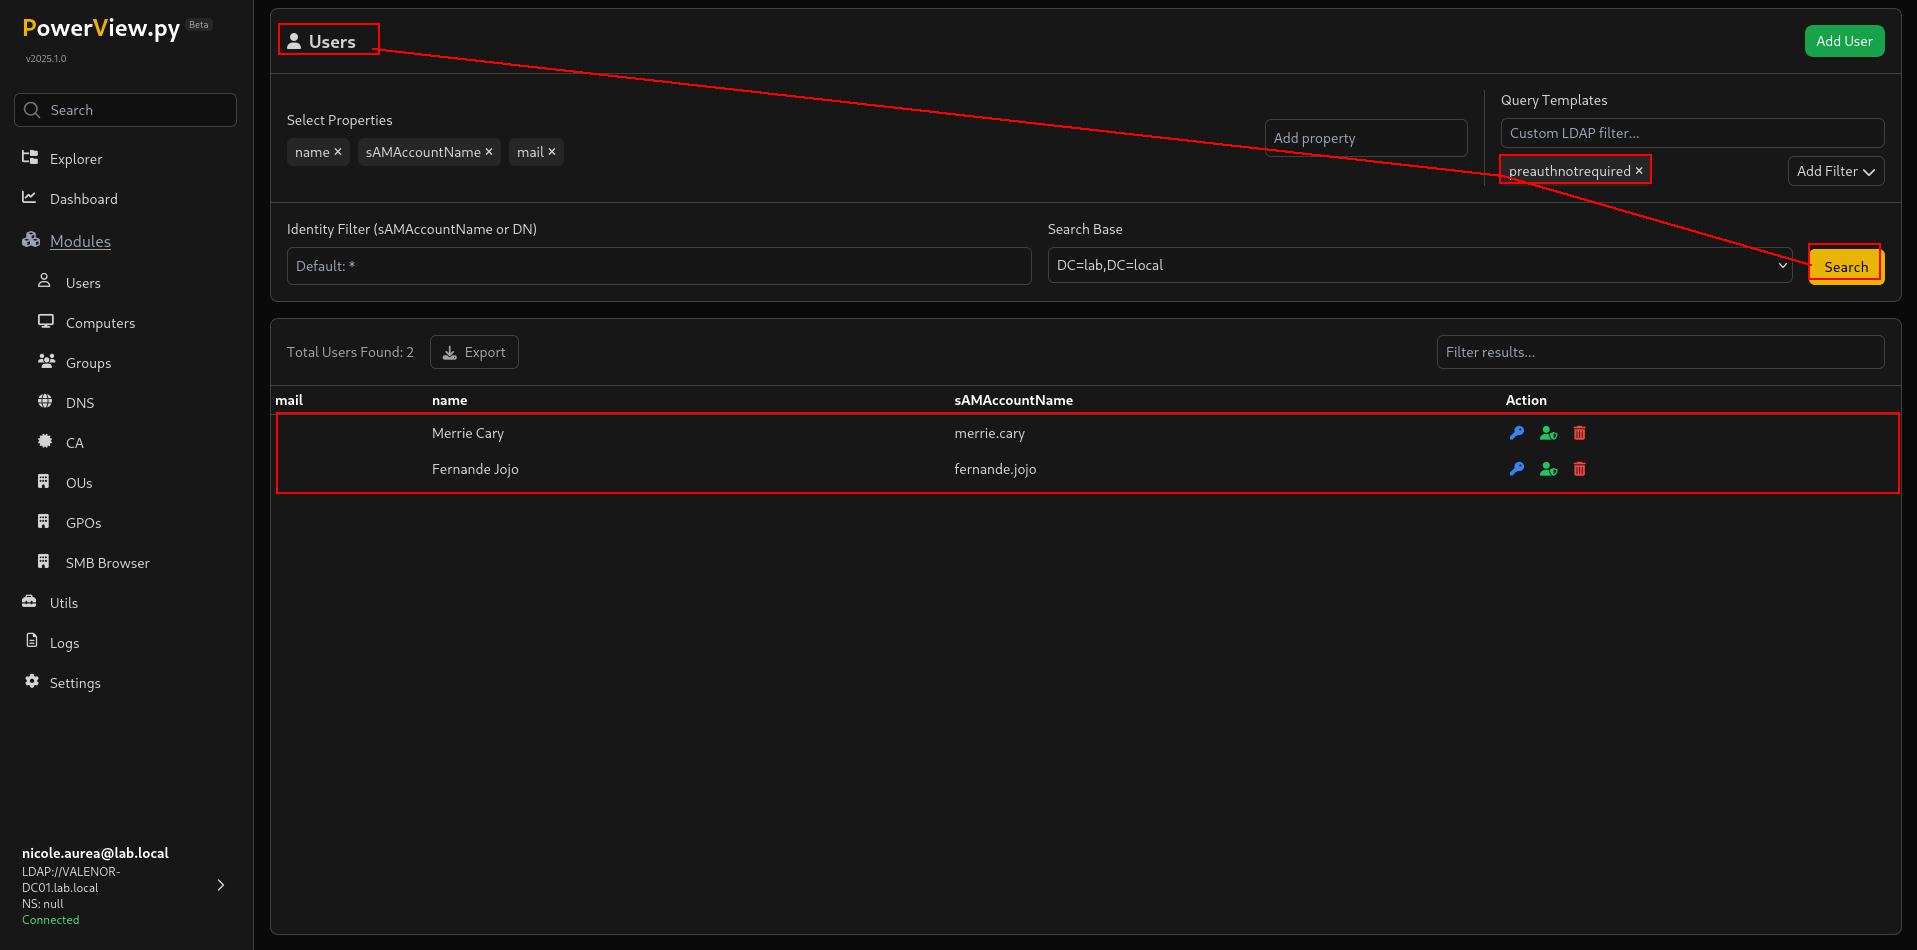 PowerView.py Beta
v2025.1.0
Search
Explorer
Dashboard
Modules
Users
Computers
Groups
DNS
CA
OUs
GPOs
SMB Browser
Utils
Logs
Settings
nicole.aurea@lab.local
LDAP://VALENOR-
DC01.lab.local
NS: null
Connected
Users
Add User
Select Properties
name × sAMAccountName × mail ×
Add property
Query Templates
Custom LDAP filter...
preauthnotrequired ×
Add Filter
Identity Filter (sAMAccountName or DN)
Default: *
Search Base
DC=lab,DC=local
Search
Total Users Found: 2
Export
Filter results...
mail name sAMAccountName Action
Merrie Cary merrie.cary
Fernande Jojo fernande.jojo